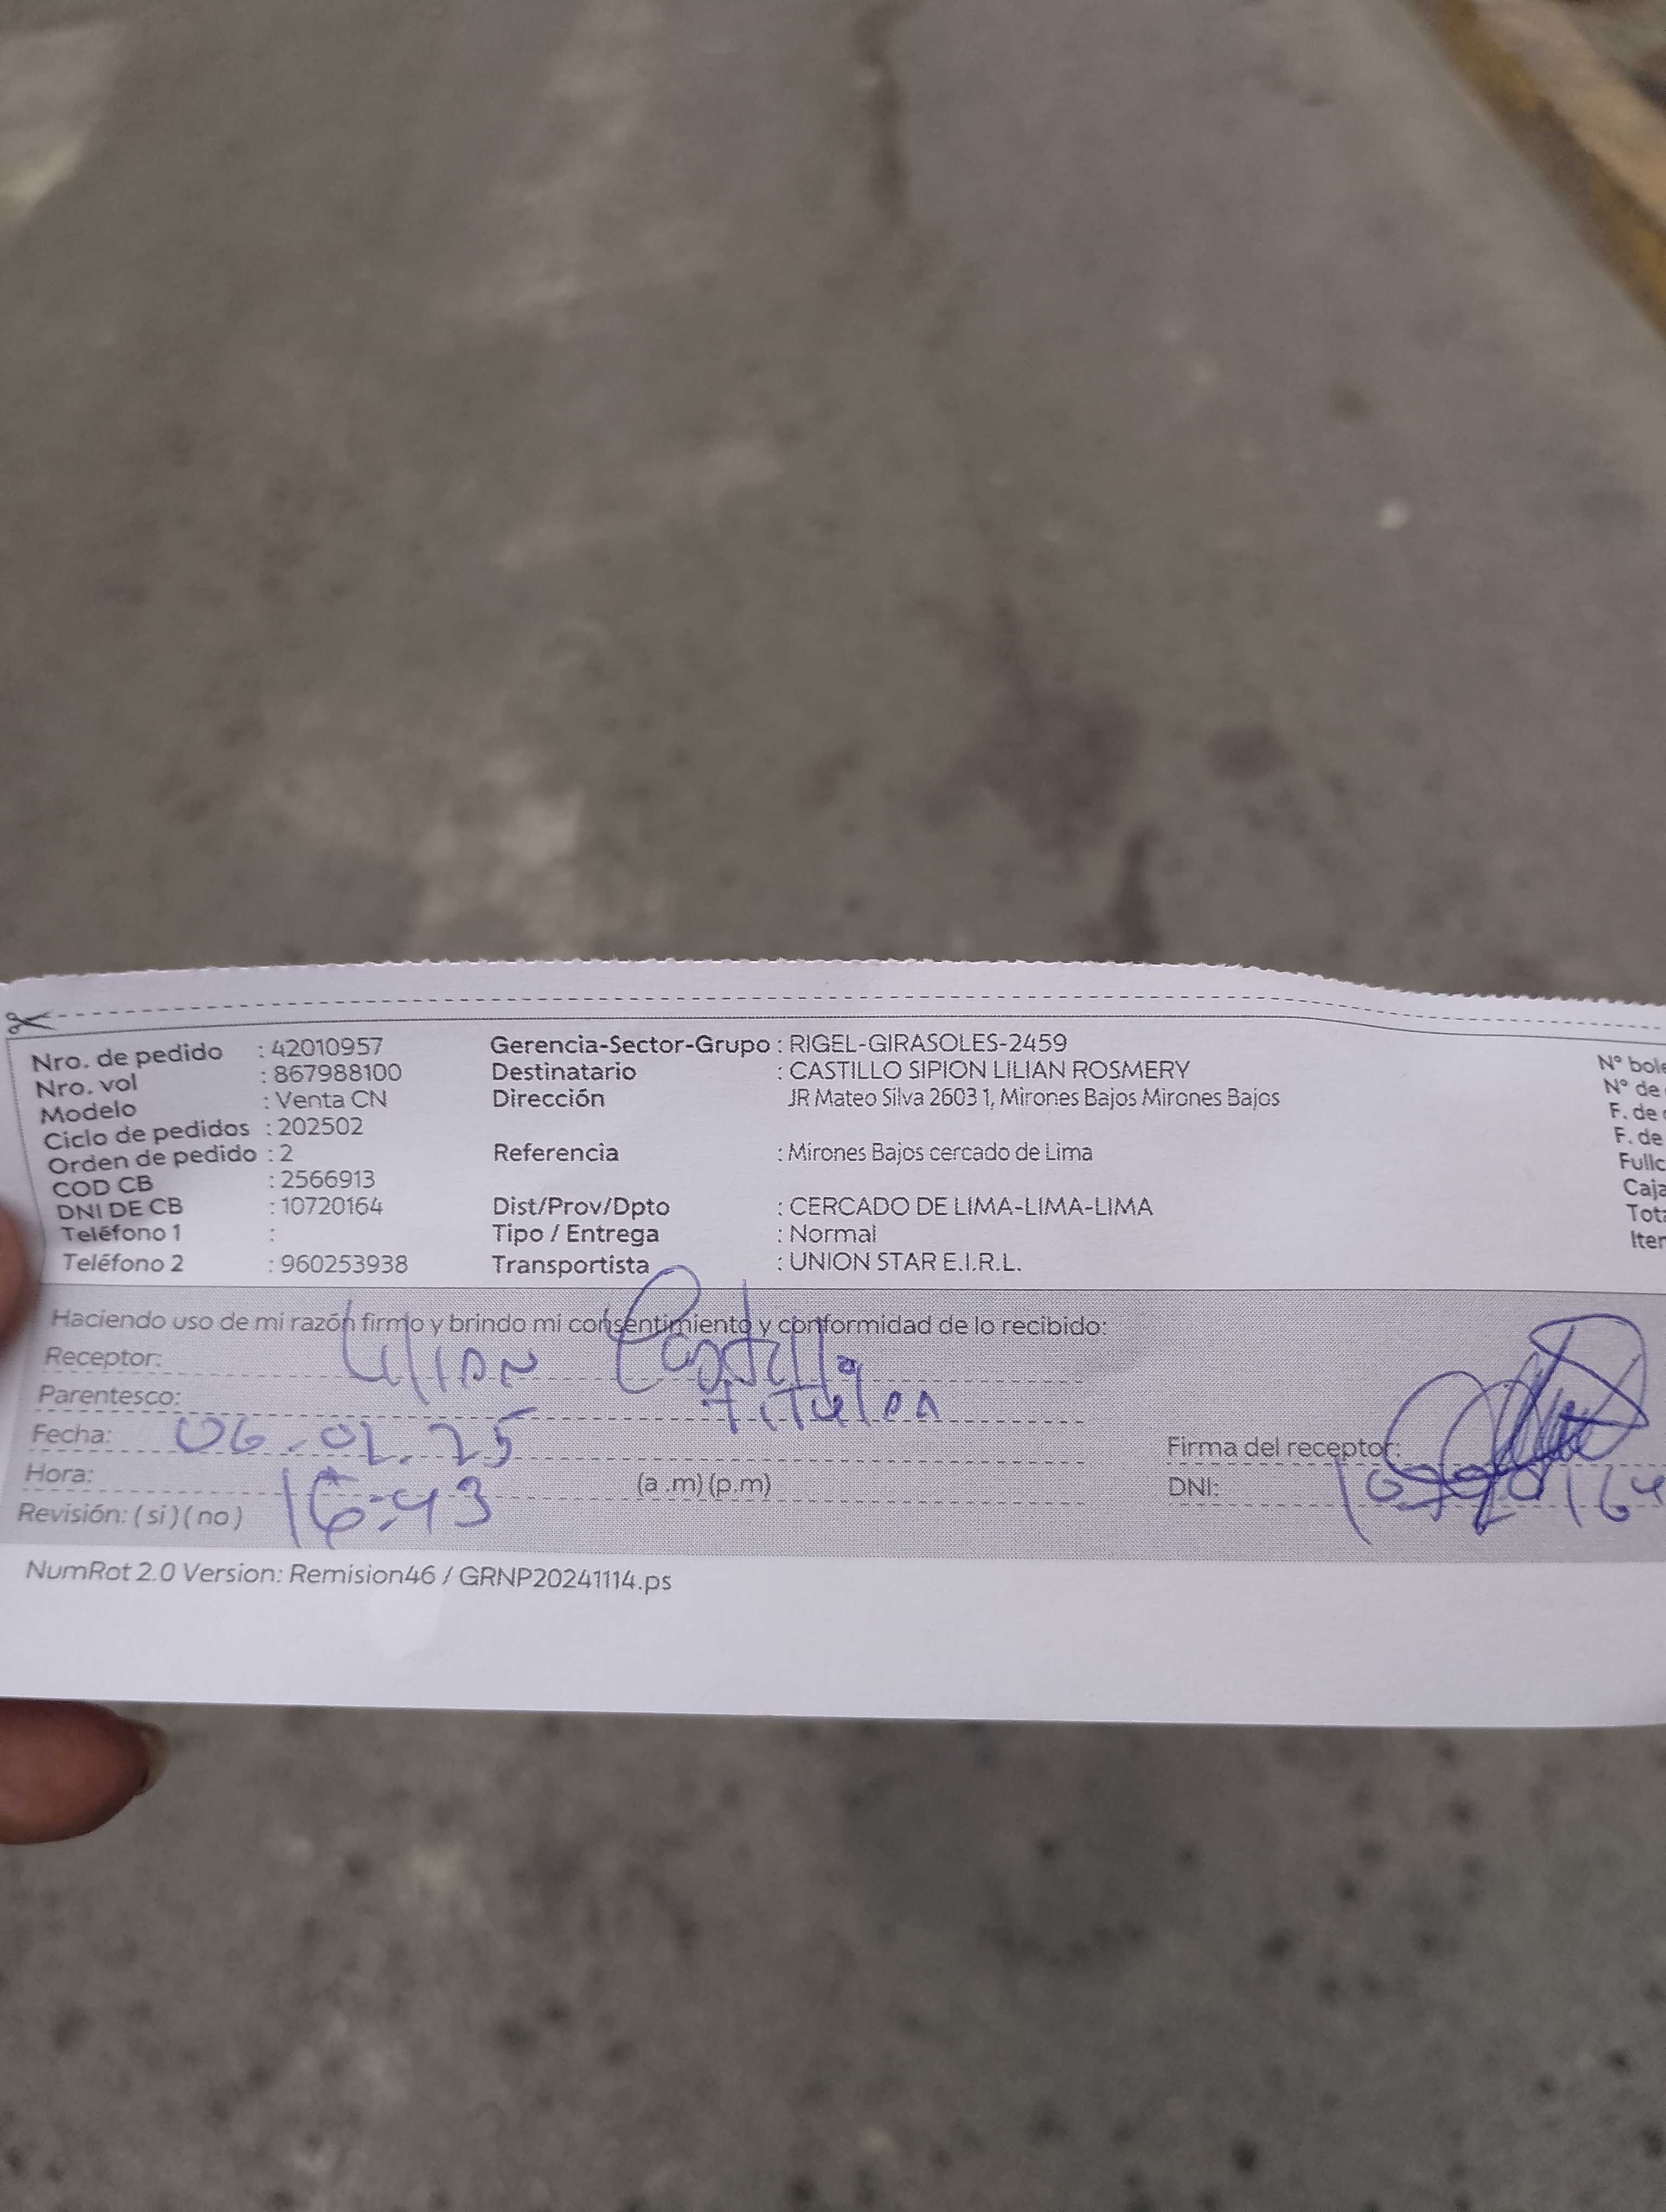 Nro. de pedido : 42010957 Gerencia-Sector-Grupo : RIGEL-GIRASOLES-2459
Nro. vol : 867988100 Destinatario : CASTILLO SIPION LILIAN ROSMERY N° bole
Modelo : Venta CN Dirección JR Mateo Silva 2603 1, Mirones Bajos Mirones Bajos N° de
Ciclo de pedidos : 202502 F. de
Orden de pedido : 2 Referencia : Mirones Bajos cercado de Lima F. de
COD CB : 2566913 Fullc
DNI DE CB : 10720164 Dist/Prov/Dpto : CERCADO DE LIMA-LIMA-LIMA Caja
Teléfono 1 : Tipo / Entrega : Normal Tota
Teléfono 2 : 960253938 Transportista : UNION STAR E.I.R.L. Iter
Haciendo uso de mi razón firmo y brindo mi consentimiento y conformidad de lo recibido:
Receptor: Lilian Castillo
Parentesco: titular
Fecha: 06.02.25 Firma del receptor:
Hora: 16:43 (a .m) (p.m) DNI: 10720164
Revisión: ( si ) ( no )
NumRot 2.0 Version: Remision46 / GRNP20241114.ps